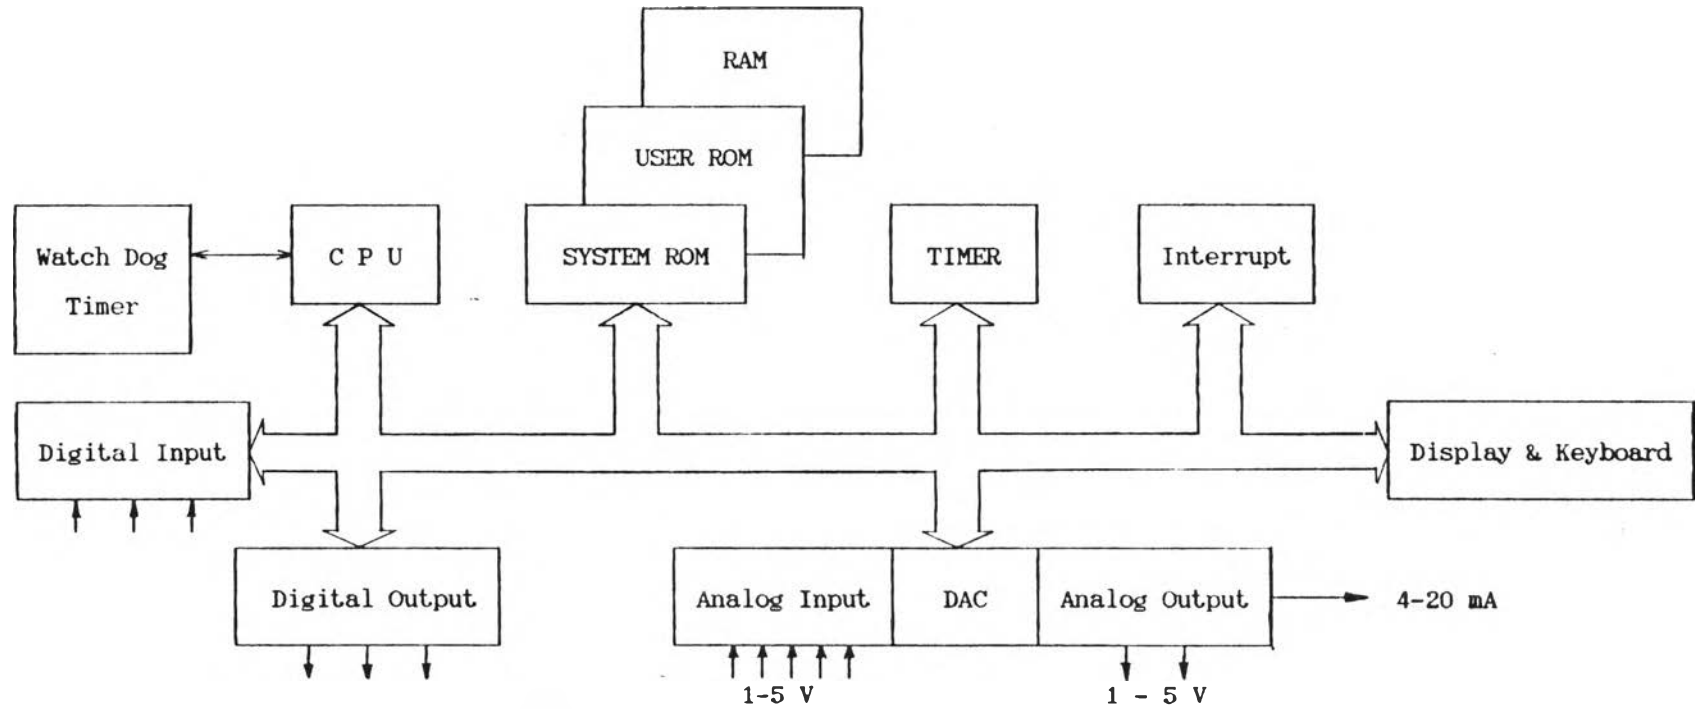 RAM
USER ROM
Watch Dog
Timer
C P U
SYSTEM ROM
TIMER
Interrupt
Digital Input
Display & Keyboard
Digital Output
Analog Input
DAC
Analog Output
4-20 mA
1-5 V
1 - 5 V